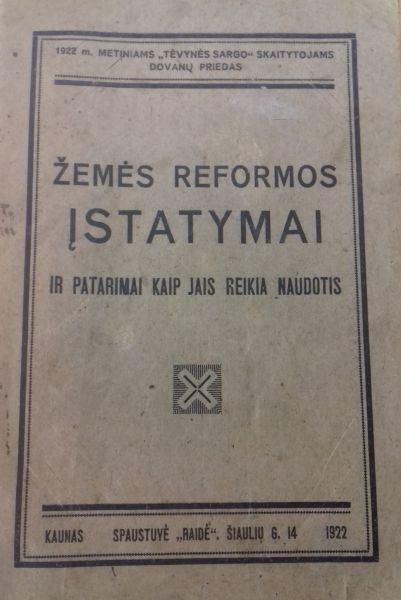 1922 m. METINIAMS „TĖVYNĖS SARGO“ SKAITYTOJAMS
DOVANŲ PRIEDAS
ŽEMĖS REFORMOS
ĮSTATYMAI
IR PATARIMAI KAIP JAIS REIKIA NAUDOTIS
KAUNAS SPAUSTUVĖ „RAIDĖ“. ŠIAULIŲ G. 14 1922